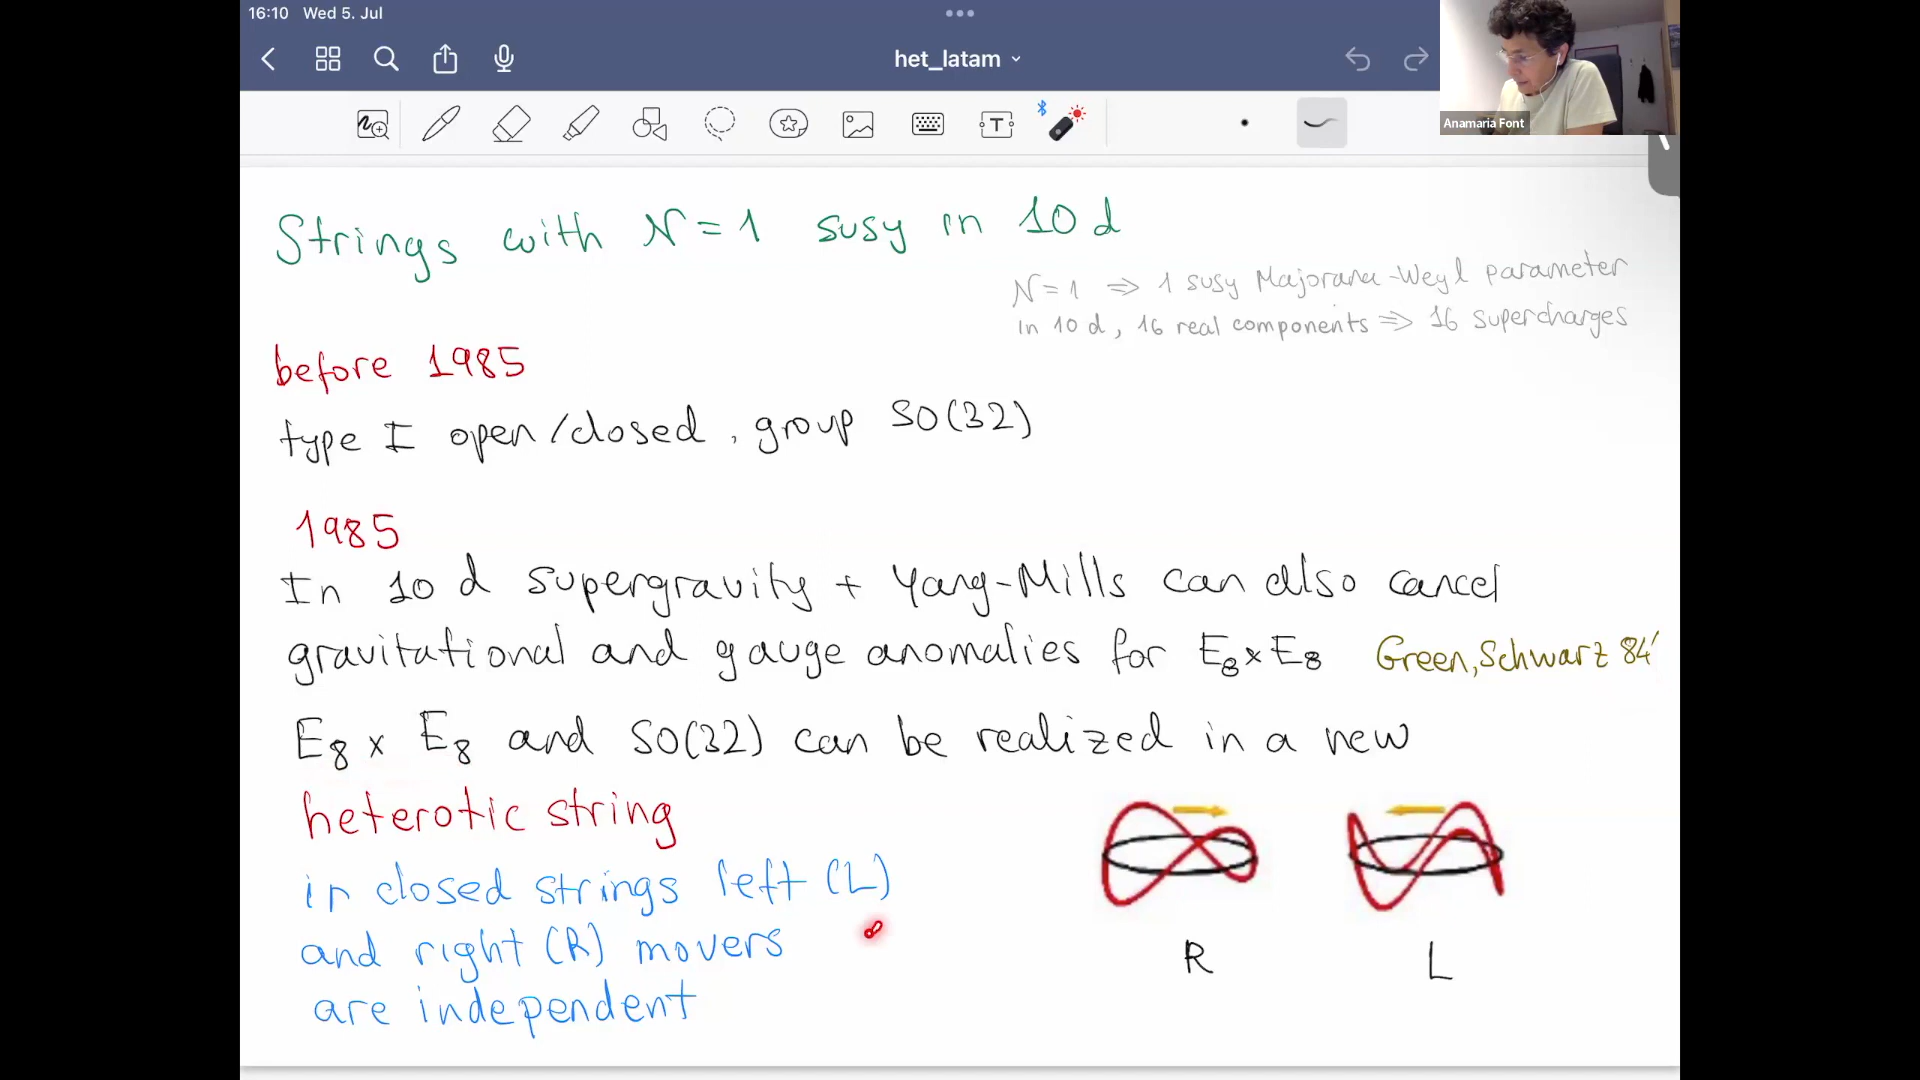 16:10 Wed 5. Jul
het_latam
Anamaria Font
Strings with N=1 susy in 10 d
N=1 ⇒ 1 susy Majorana-Weyl parameter
in 10 d, 16 real components ⇒ 16 supercharges
before 1985
type I open/closed, group SO(32)
1985
In 10 d supergravity + Yang-Mills can also cancel
gravitational and gauge anomalies for E8×E8 Green, Schwarz 84'
E8 × E8 and SO(32) can be realized in a new
heterotic string
in closed strings left (L)
and right (R) movers
are independent
R L